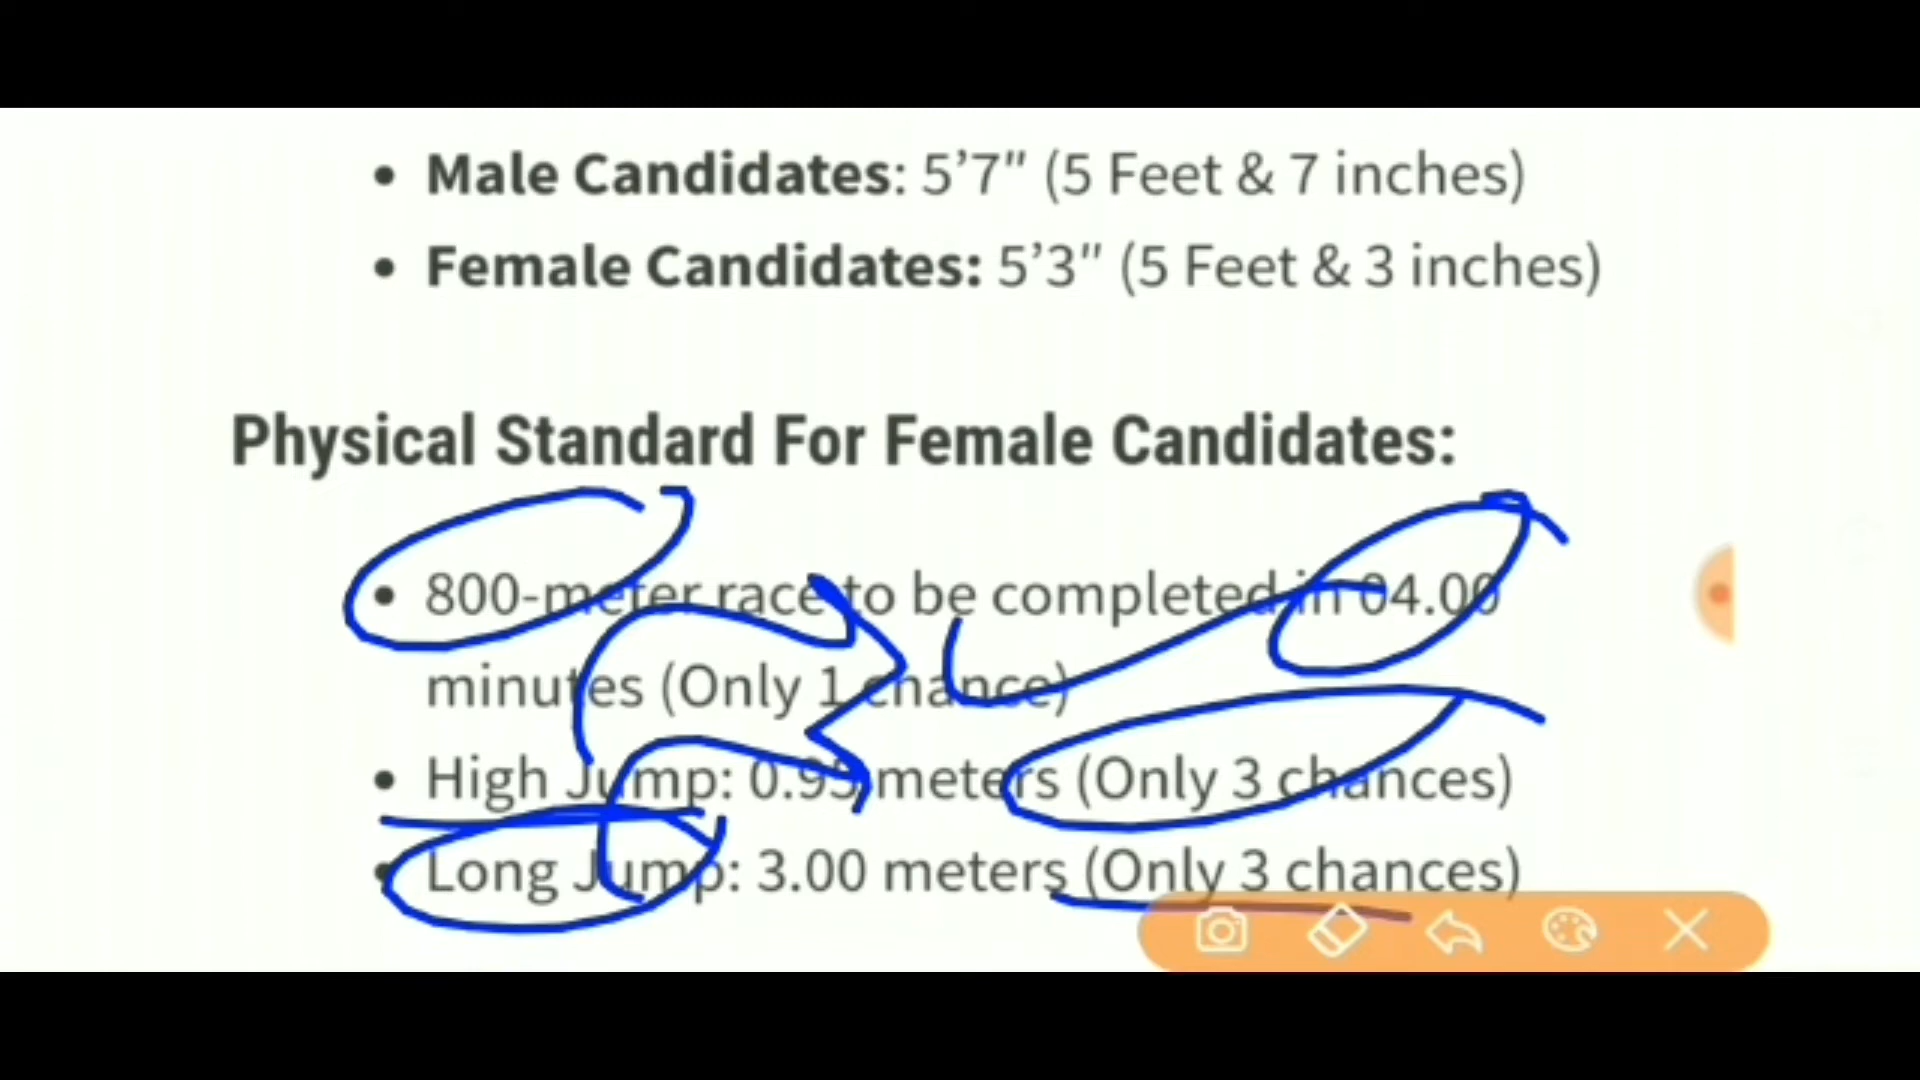 • Male Candidates: 5’7″ (5 Feet & 7 inches)
• Female Candidates: 5’3″ (5 Feet & 3 inches)
Physical Standard For Female Candidates:
• 800-meter race to be completed in 04.00
minutes (Only 1 chance)
• High Jump: 0.95 meters (Only 3 chances)
• Long Jump: 3.00 meters (Only 3 chances)